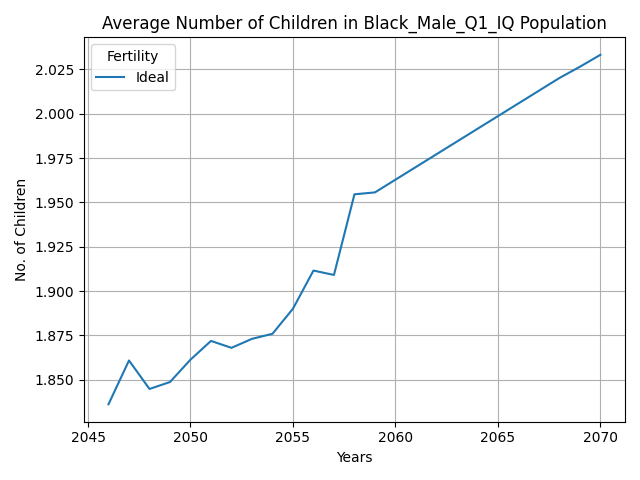 Average Number of Children in Black_Male_Q1_IQ Population
Fertility
Ideal
2.025
2.000
1.975
1.950
1.925
1.900
1.875
1.850
No. of Children
2045 2050 2055 2060 2065 2070
Years